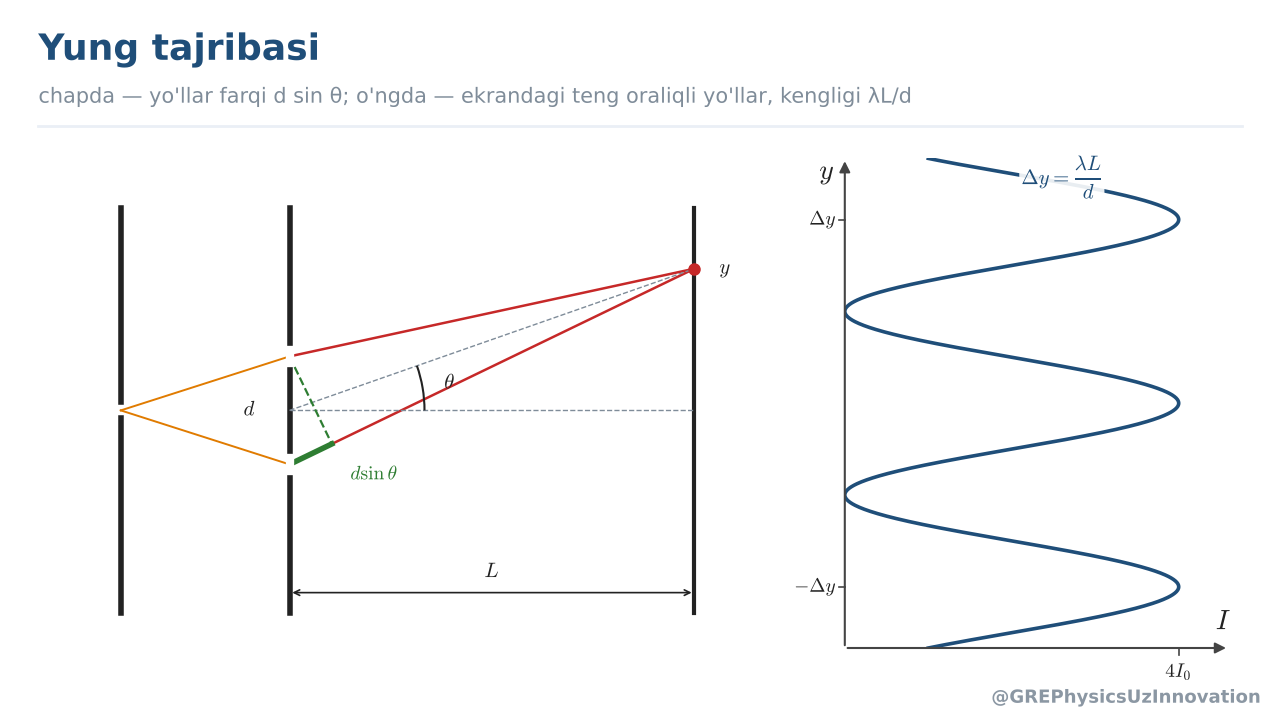 Yung tajribasi
chapda — yo'llar farqi d sin θ; o'ngda — ekrandagi teng oraliqli yo'llar, kengligi λL/d
y
θ
d
d sin θ
L
y
Δy = λL/d
Δy
−Δy
I
4I₀
@GREPhysicsUzInnovation